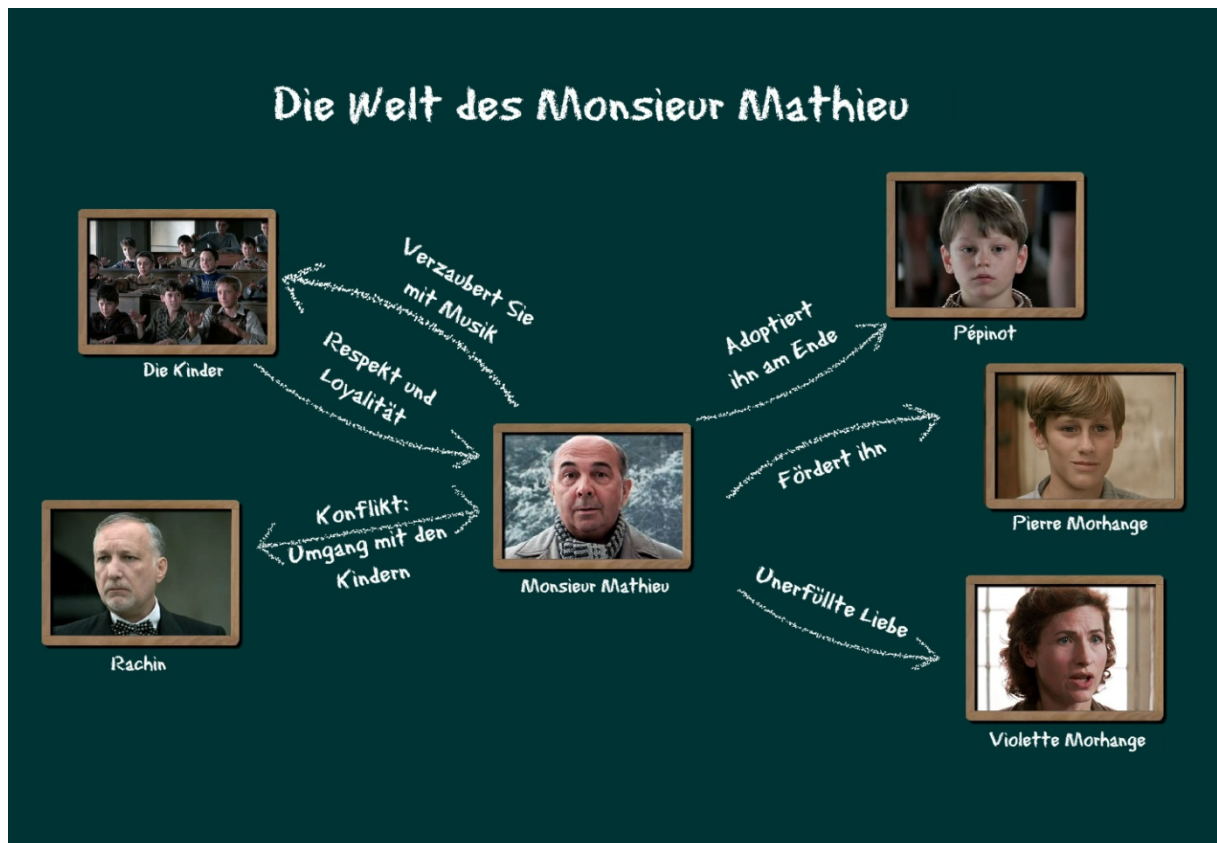 Die Welt des Monsieur Mathieu
Die Kinder
Verzaubert Sie
mit Musik
Respekt und
Loyalität
Konflikt:
Umgang mit den
Kindern
Rachin
Monsieur Mathieu
Adoptiert
ihn am Ende
Pépinot
Fördert ihn
Pierre Morhange
Unerfüllte Liebe
Violette Morhange